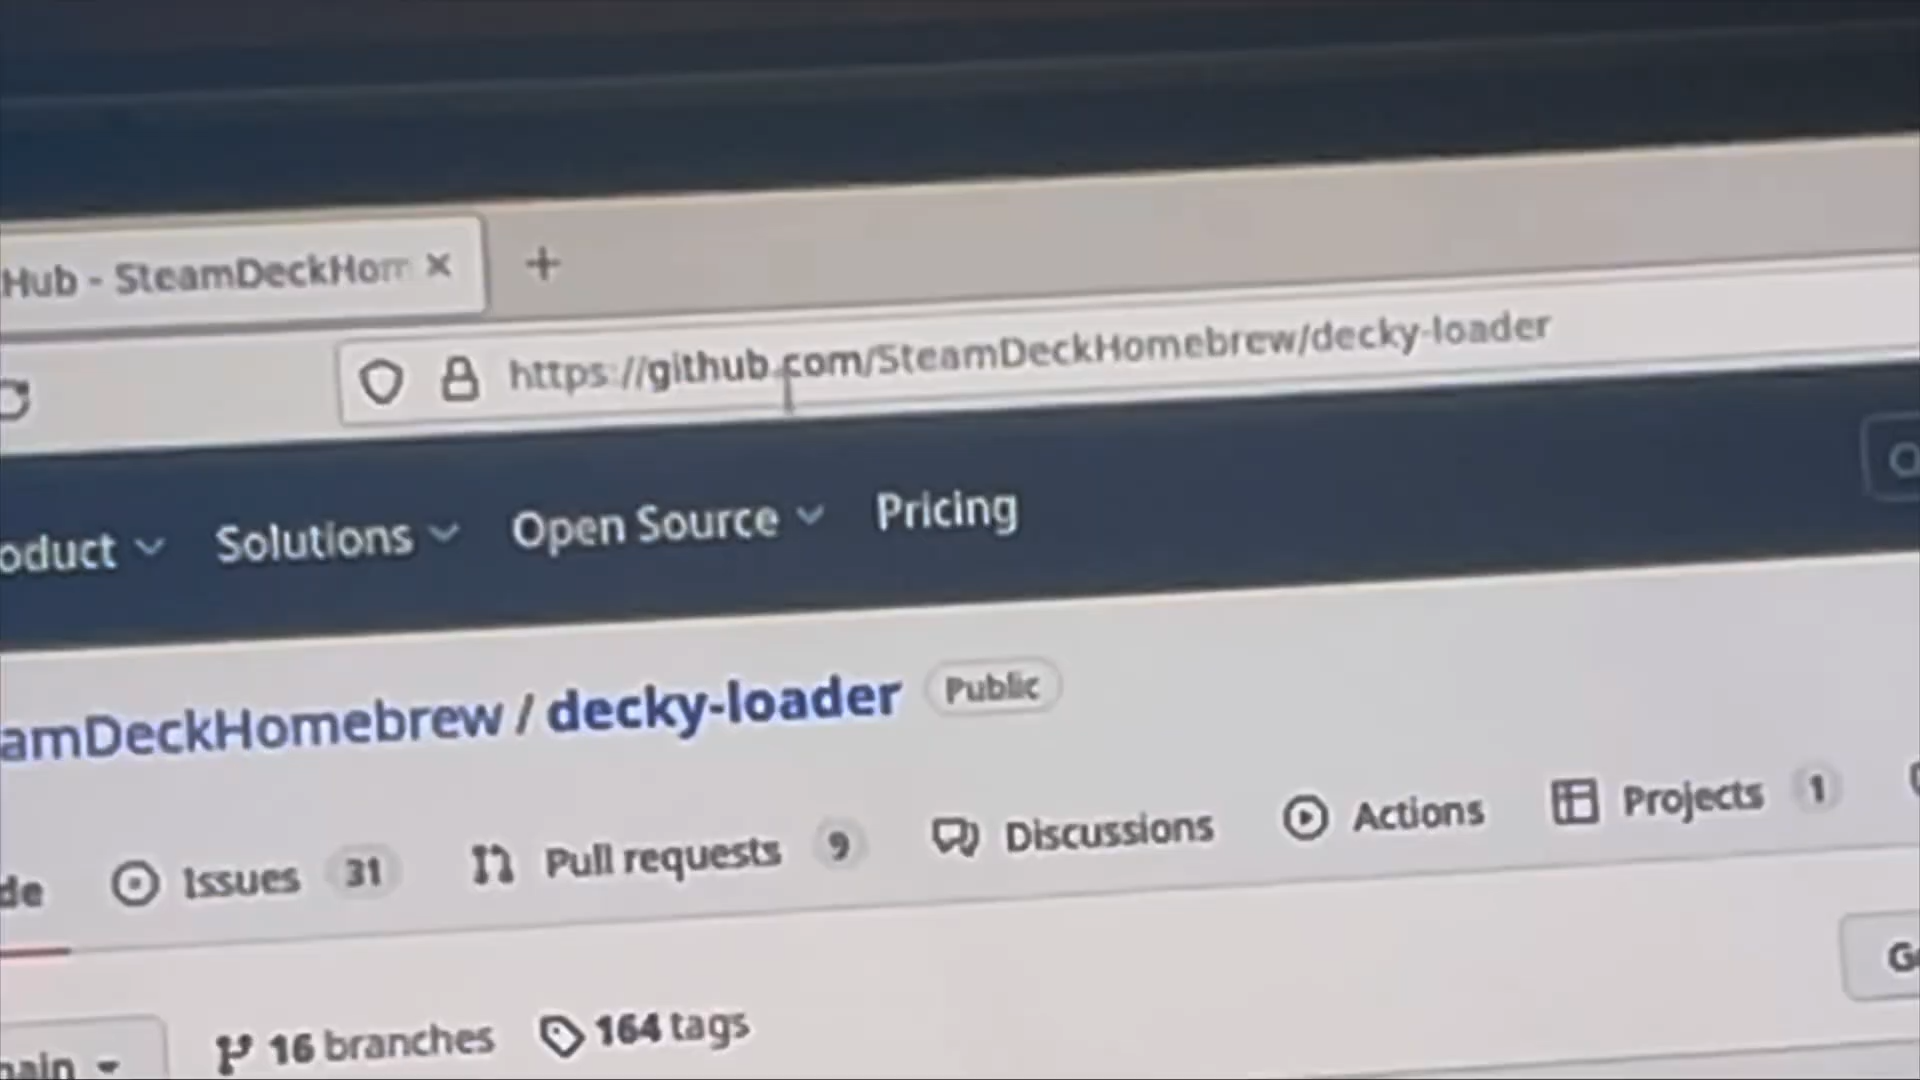 Hub - SteamDeckHom
https://github.com/SteamDeckHomebrew/decky-loader
oduct Solutions Open Source Pricing
amDeckHomebrew / decky-loader Public
de Issues 31 Pull requests 9 Discussions Actions Projects 1
16 branches 164 tags